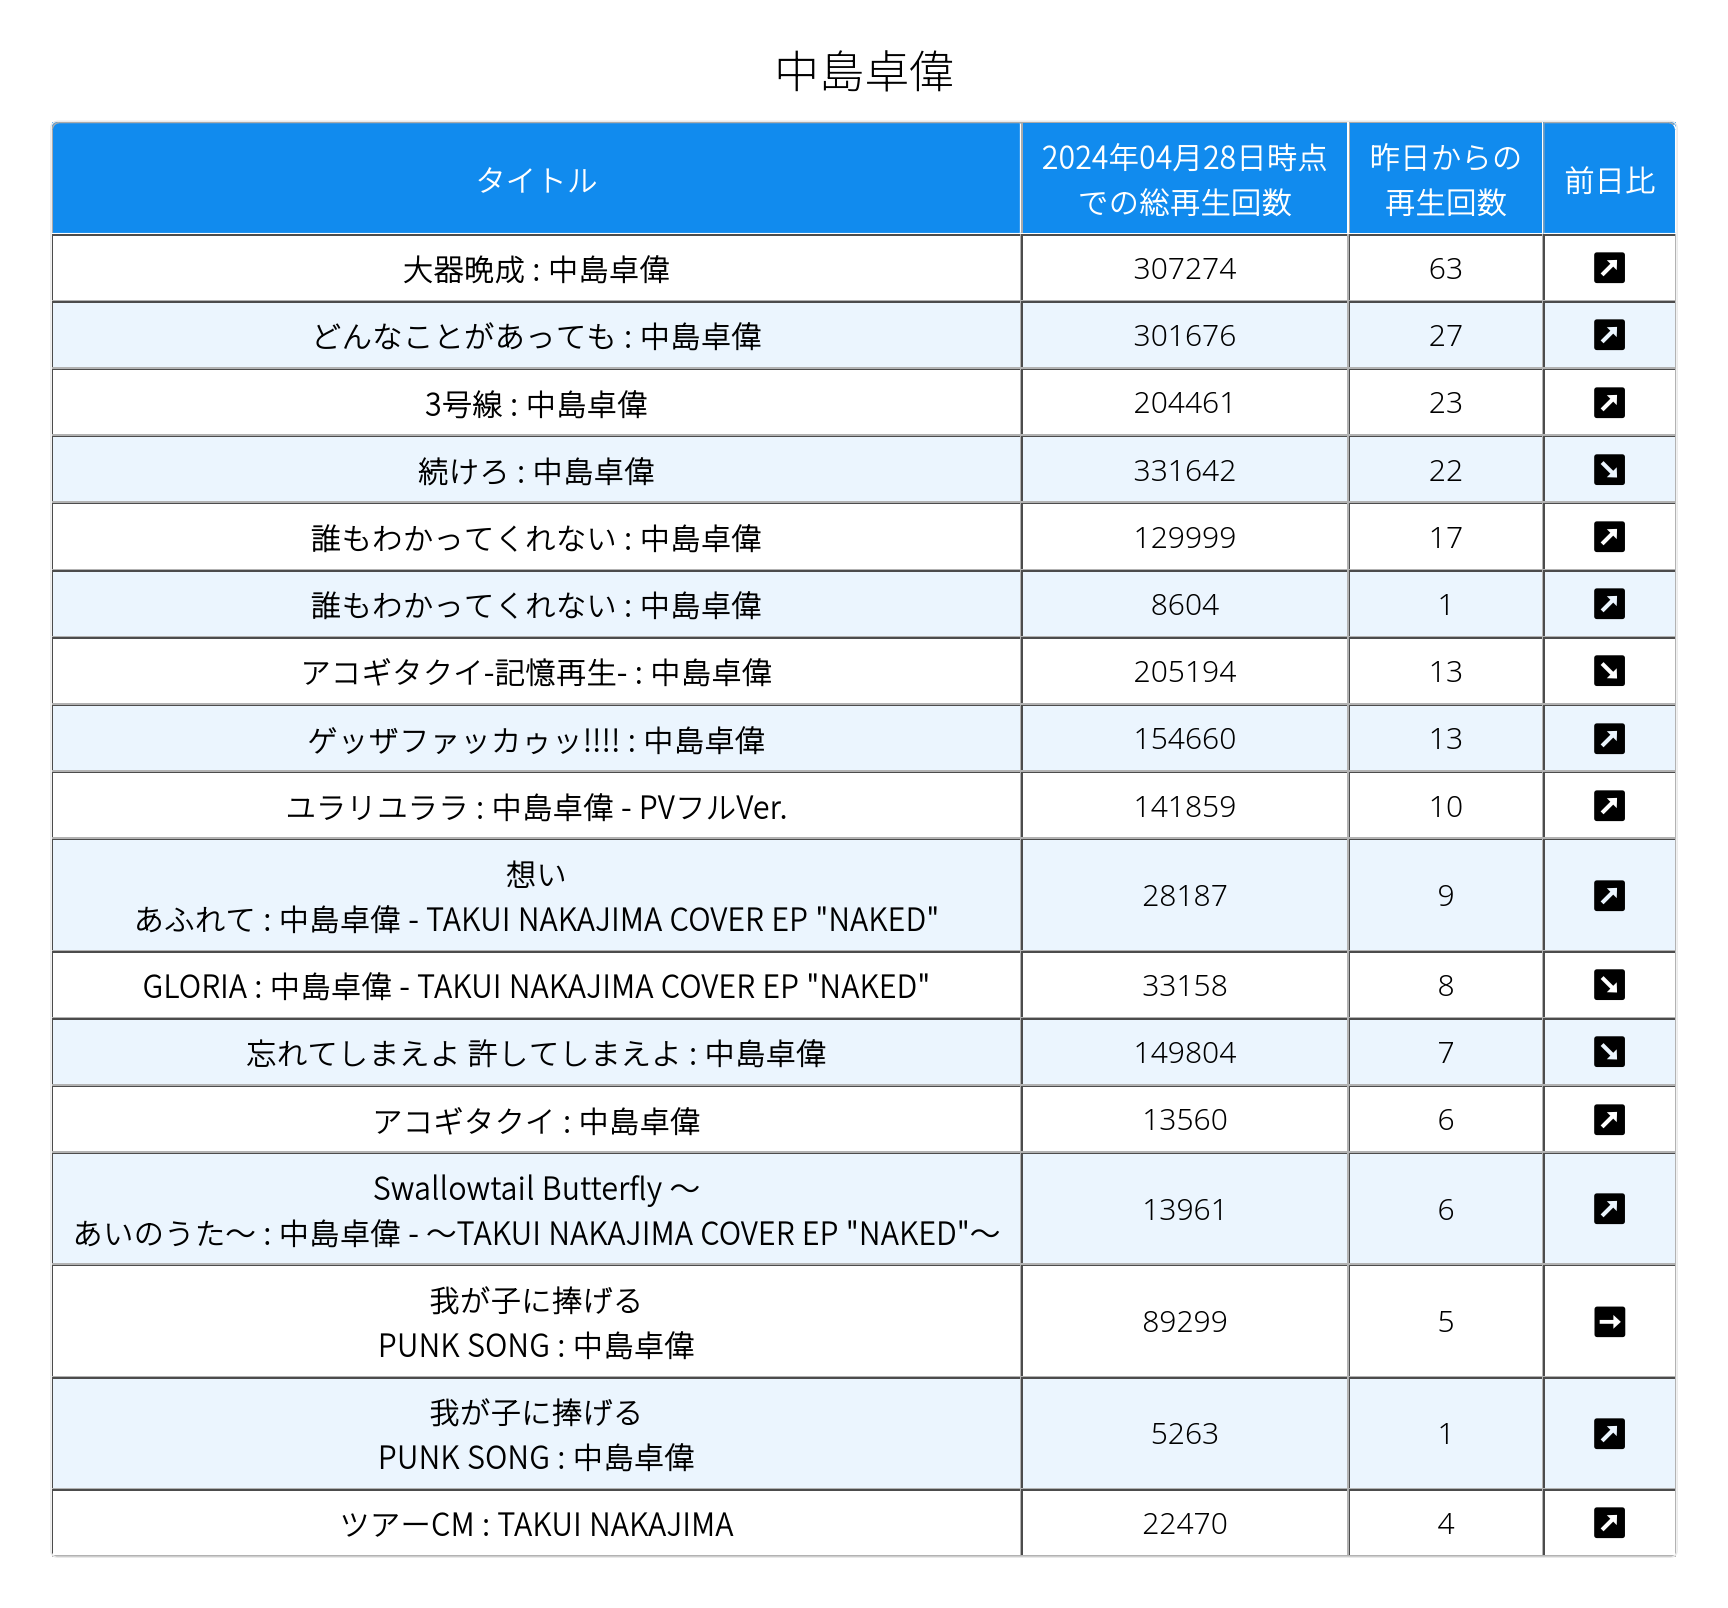 中島卓偉
タイトル
2024年04月28日時点
での総再生回数
昨日からの
再生回数
前日比
大器晩成 : 中島卓偉 307274 63
どんなことがあっても : 中島卓偉 301676 27
3号線 : 中島卓偉 204461 23
続けろ : 中島卓偉 331642 22
誰もわかってくれない : 中島卓偉 129999 17
誰もわかってくれない : 中島卓偉 8604 1
アコギタクイ-記憶再生- : 中島卓偉 205194 13
ゲッザファッカゥッ!!!! : 中島卓偉 154660 13
ユラリユララ : 中島卓偉 - PVフルVer. 141859 10
想い
あふれて : 中島卓偉 - TAKUI NAKAJIMA COVER EP "NAKED" 28187 9
GLORIA : 中島卓偉 - TAKUI NAKAJIMA COVER EP "NAKED" 33158 8
忘れてしまえよ 許してしまえよ : 中島卓偉 149804 7
アコギタクイ : 中島卓偉 13560 6
Swallowtail Butterfly 〜
あいのうた〜 : 中島卓偉 - 〜TAKUI NAKAJIMA COVER EP "NAKED"〜 13961 6
我が子に捧げる
PUNK SONG : 中島卓偉 89299 5
我が子に捧げる
PUNK SONG : 中島卓偉 5263 1
ツアーCM : TAKUI NAKAJIMA 22470 4